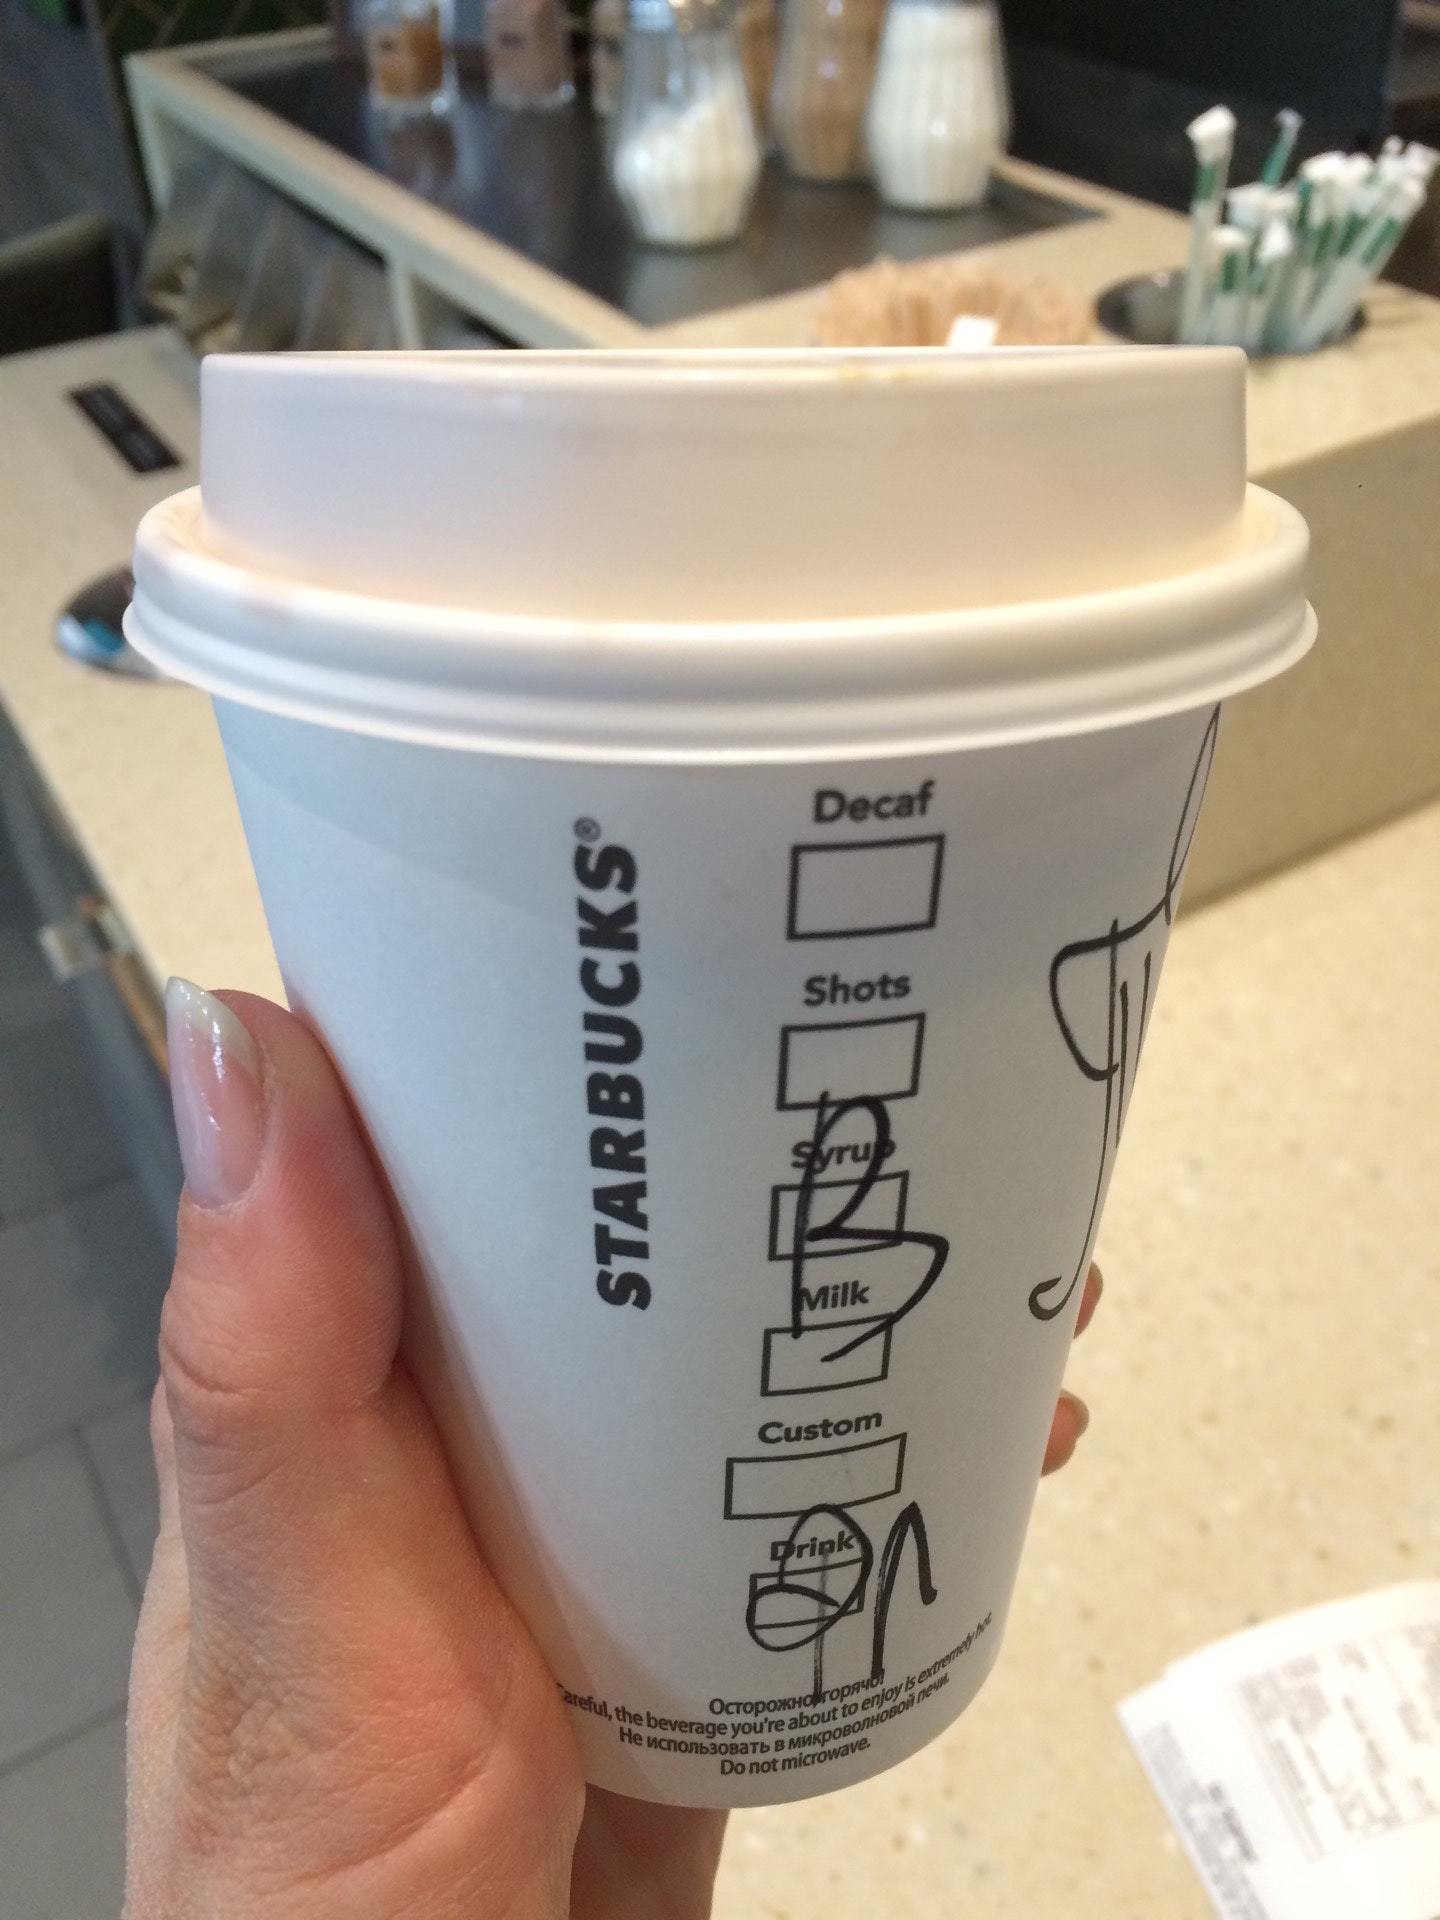 STARBUCKS®
Decaf
Shots
Syrup
Milk
Custom
Drink
Осторожно, горячо!
Careful, the beverage you're about to enjoy is extremely hot.
Не использовать в микроволновой печи.
Do not microwave.